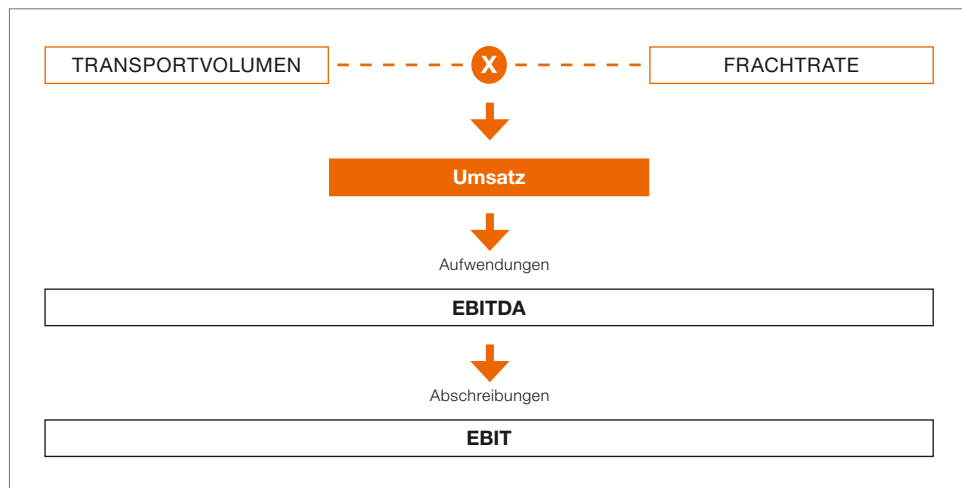 TRANSPORTVOLUMEN X FRACHTRATE
Umsatz
Aufwendungen
EBITDA
Abschreibungen
EBIT